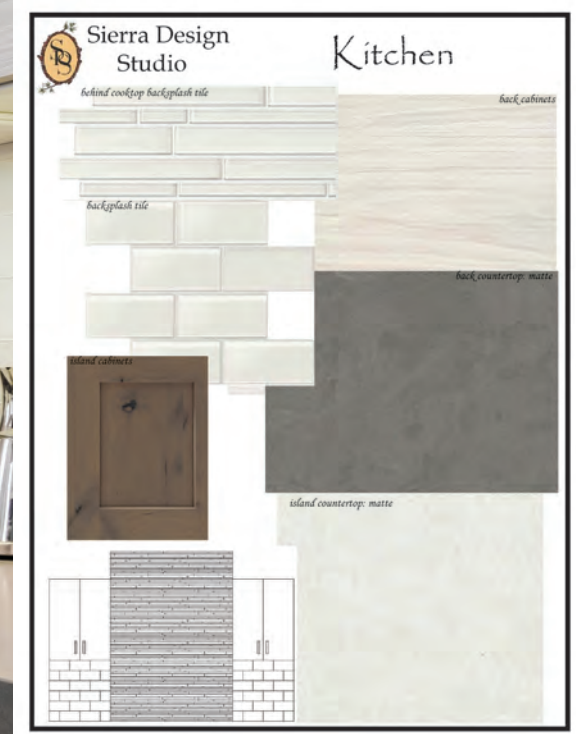 SDS
Sierra Design
Studio
Kitchen
behind cooktop backsplash tile
back cabinets
backsplash tile
back countertop: matte
island cabinets
island countertop: matte